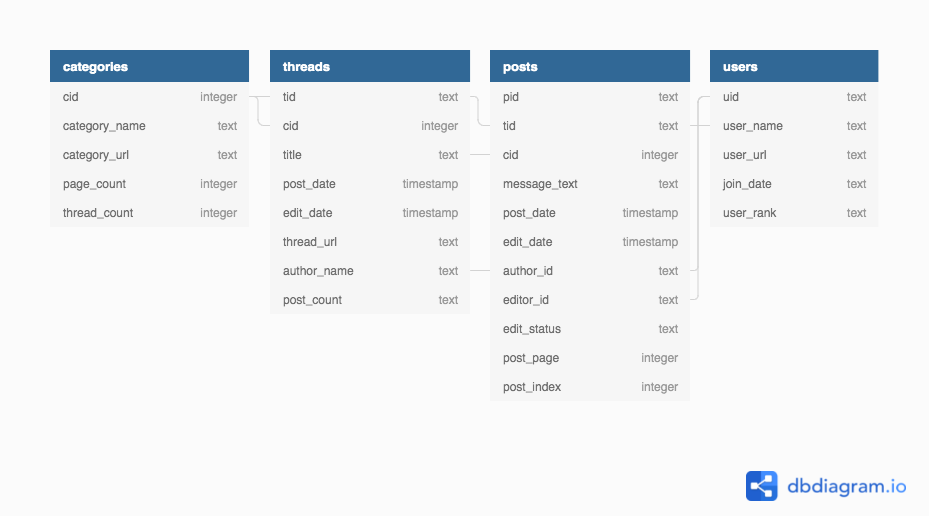 categories
cid integer
category_name text
category_url text
page_count integer
thread_count integer
threads
tid text
cid integer
title text
post_date timestamp
edit_date timestamp
thread_url text
author_name text
post_count text
posts
pid text
tid text
cid integer
message_text text
post_date timestamp
edit_date timestamp
author_id text
editor_id text
edit_status text
post_page integer
post_index integer
users
uid text
user_name text
user_url text
join_date text
user_rank text
dbdiagram.io